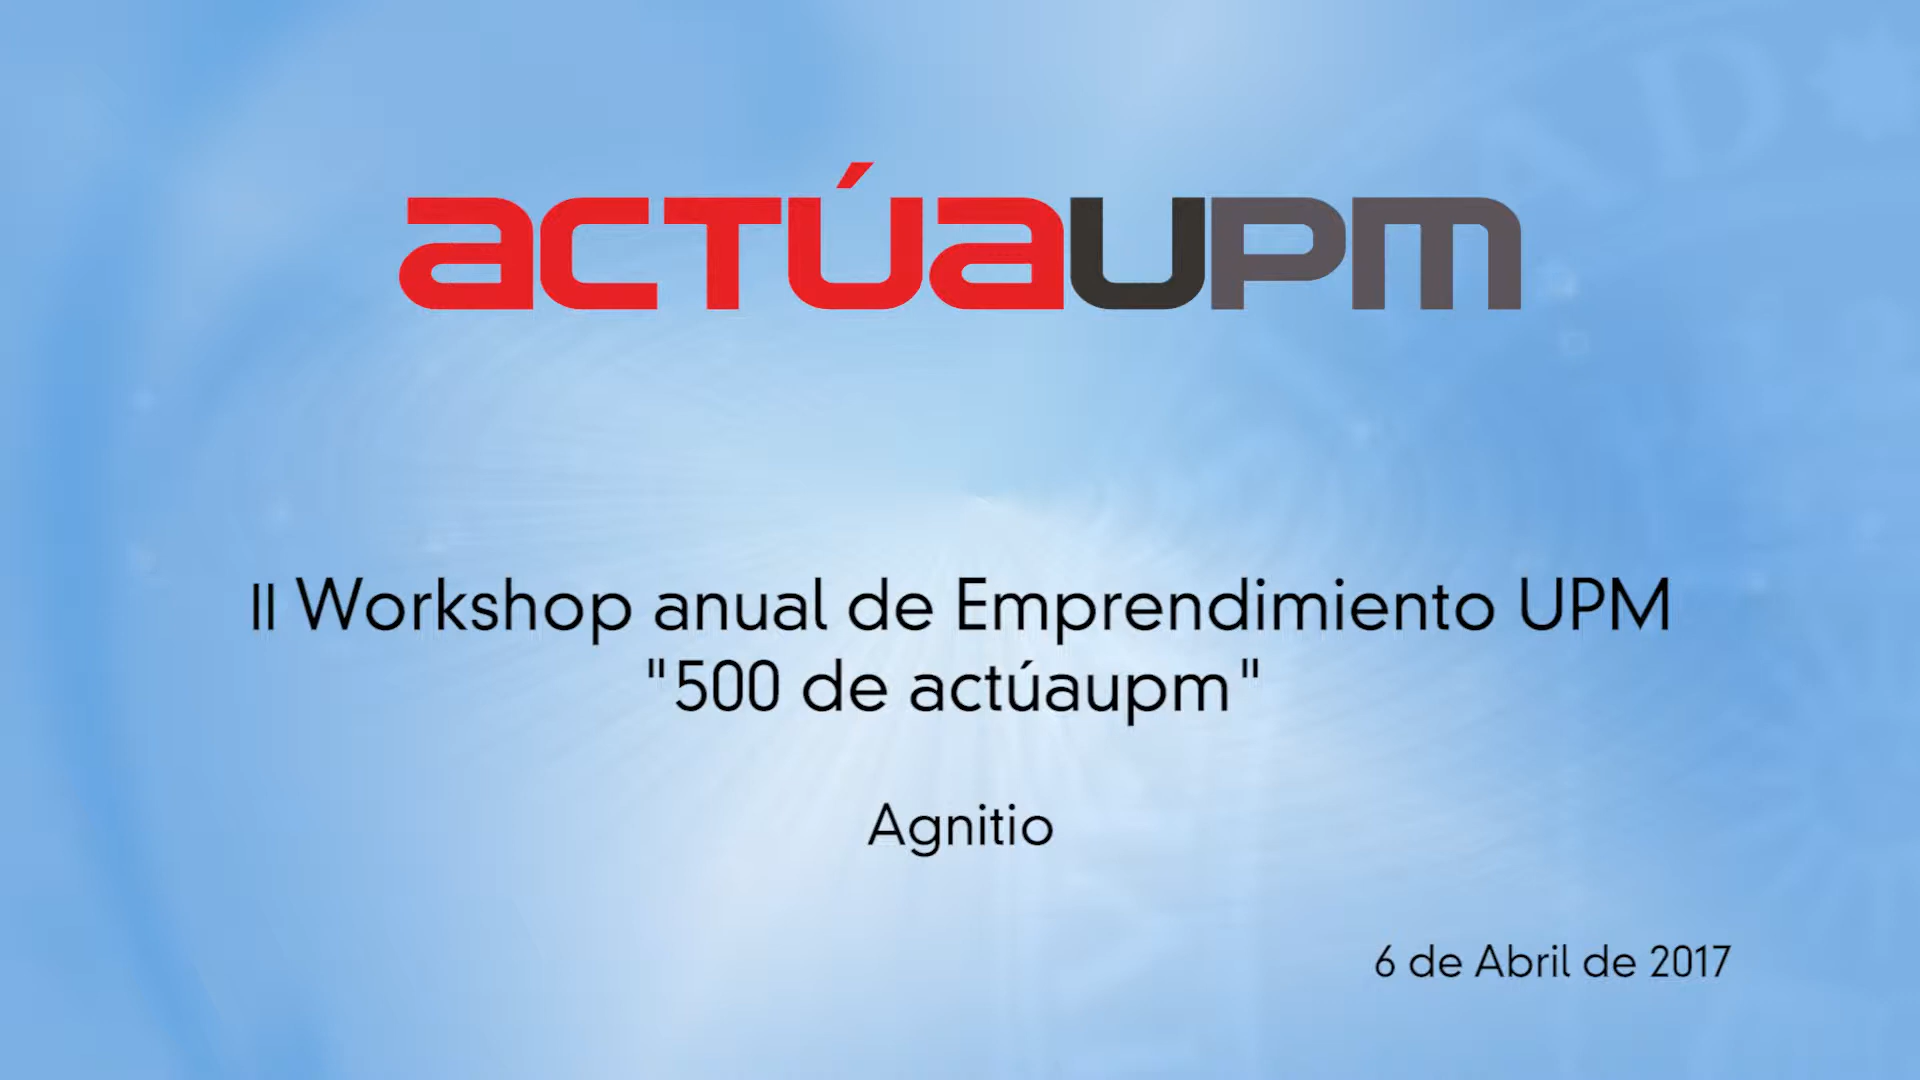 actúaupm
II Workshop anual de Emprendimiento UPM
"500 de actúaupm"
Agnitio
6 de Abril de 2017